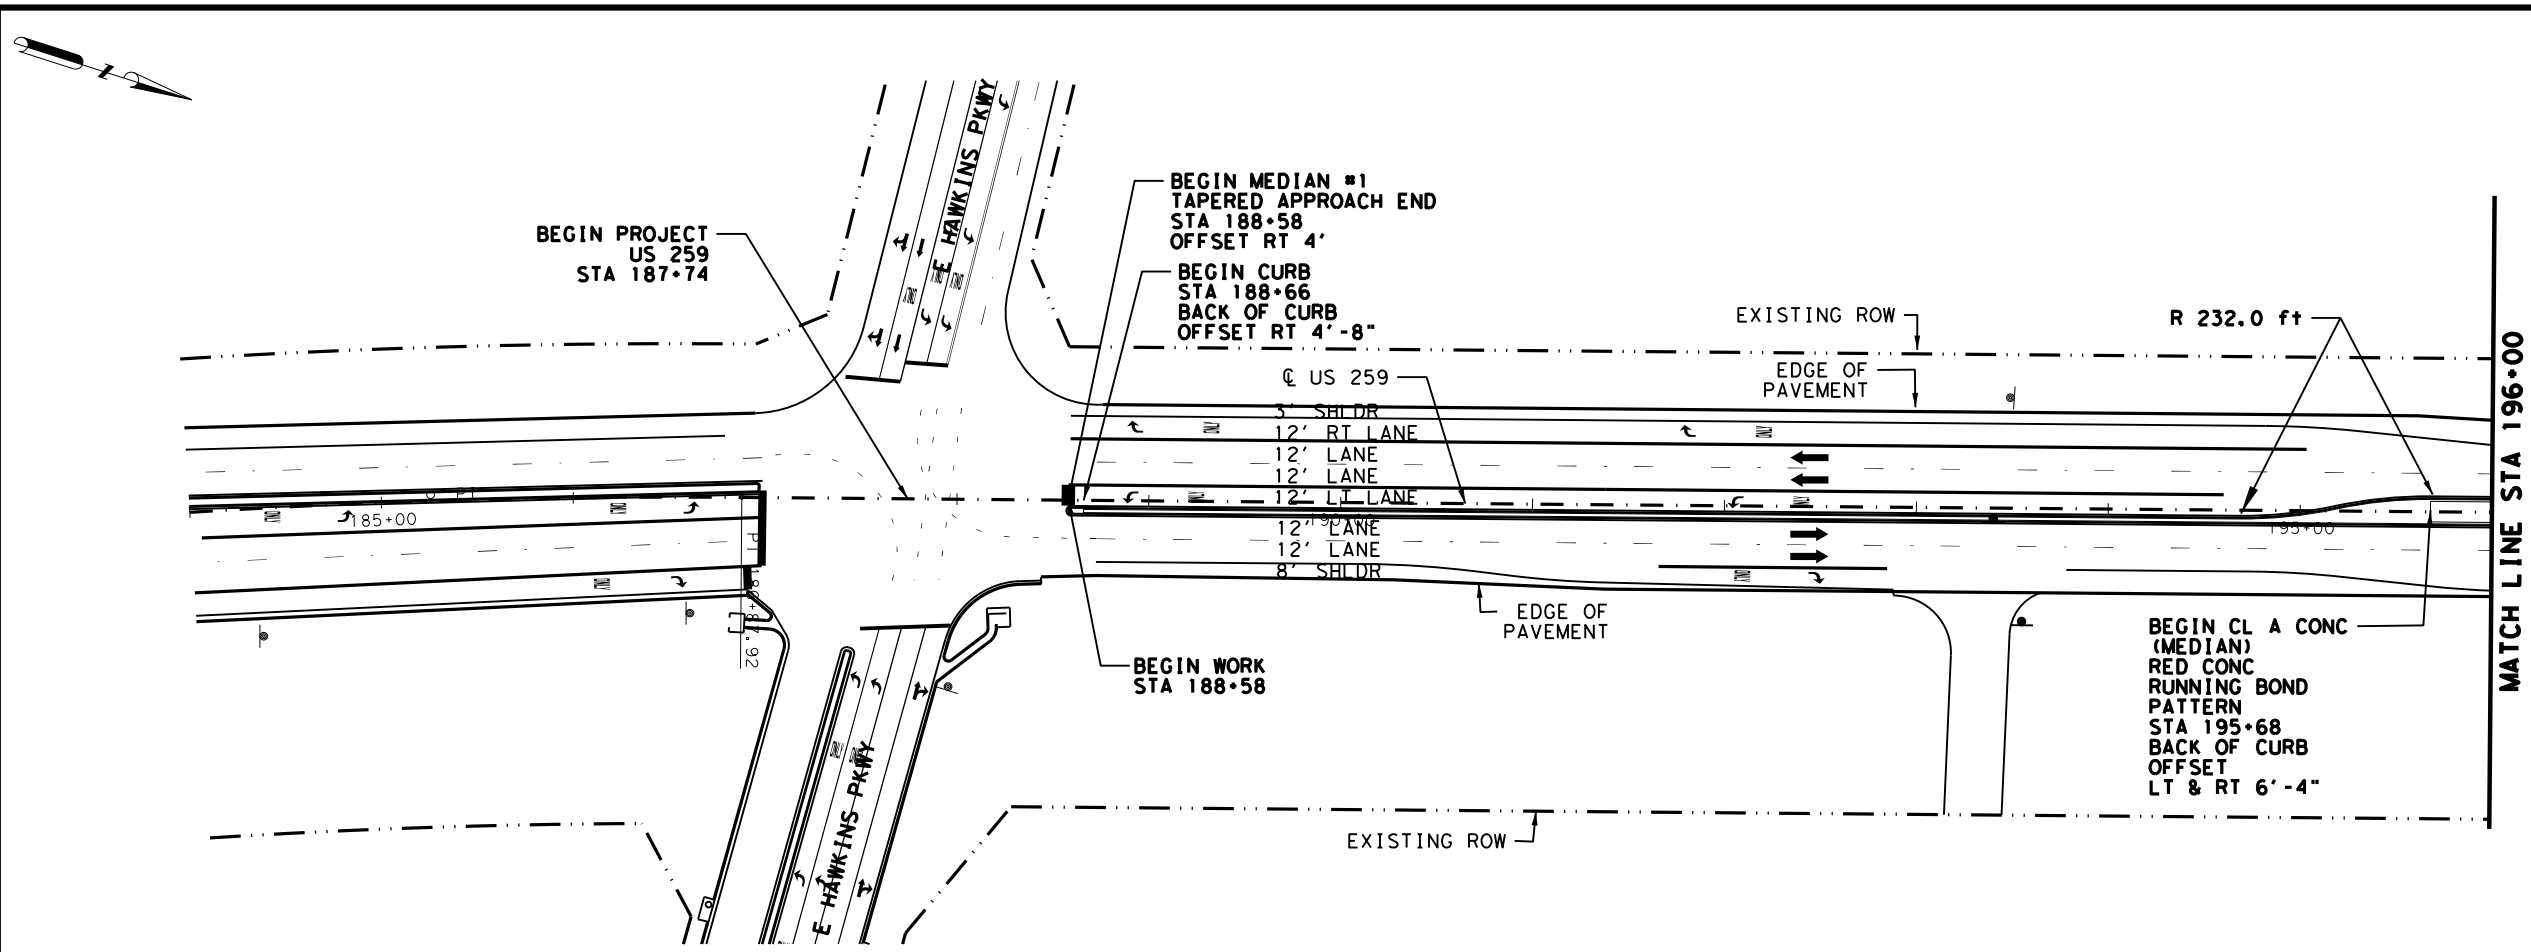 E HAWKINS PKWY
BEGIN PROJECT
US 259
STA 187+74
BEGIN MEDIAN #1
TAPERED APPROACH END
STA 188+58
OFFSET RT 4'
BEGIN CURB
STA 188+66
BACK OF CURB
OFFSET RT 4'-8"
EXISTING ROW
R 232.0 ft
℄ US 259
EDGE OF
PAVEMENT
3' SHLDR
12' RT LANE
12' LANE
12' LANE
12' LT LANE
12' LANE
12' LANE
8' SHLDR
185+00
190+00
195+00
EDGE OF
PAVEMENT
BEGIN WORK
STA 188+58
BEGIN CL A CONC
(MEDIAN)
RED CONC
RUNNING BOND
PATTERN
STA 195+68
BACK OF CURB
OFFSET
LT & RT 6'-4"
MATCH LINE STA 196+00
E HAWKINS PKWY
EXISTING ROW